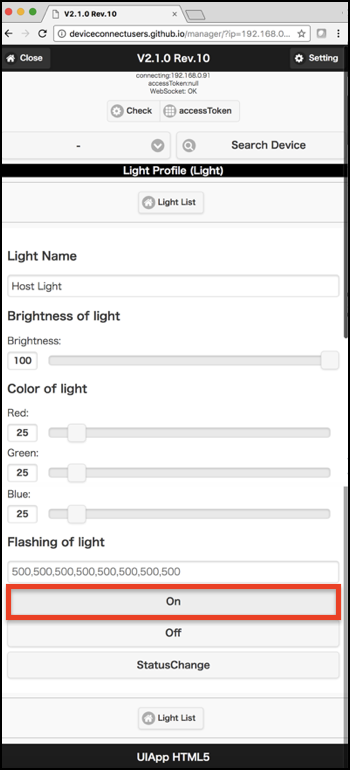 V2.1.0 Rev.10
deviceconnectusers.github.io/manager/?ip=192.168.0...
Close
V2.1.0 Rev.10
Setting
connecting:192.168.0.91
accessToken:null
WebSocket: OK
Check
accessToken
-
Search Device
Light Profile (Light)
Light List
Light Name
Host Light
Brightness of light
Brightness:
100
Color of light
Red:
25
Green:
25
Blue:
25
Flashing of light
500,500,500,500,500,500,500,500
On
Off
StatusChange
Light List
UIApp HTML5